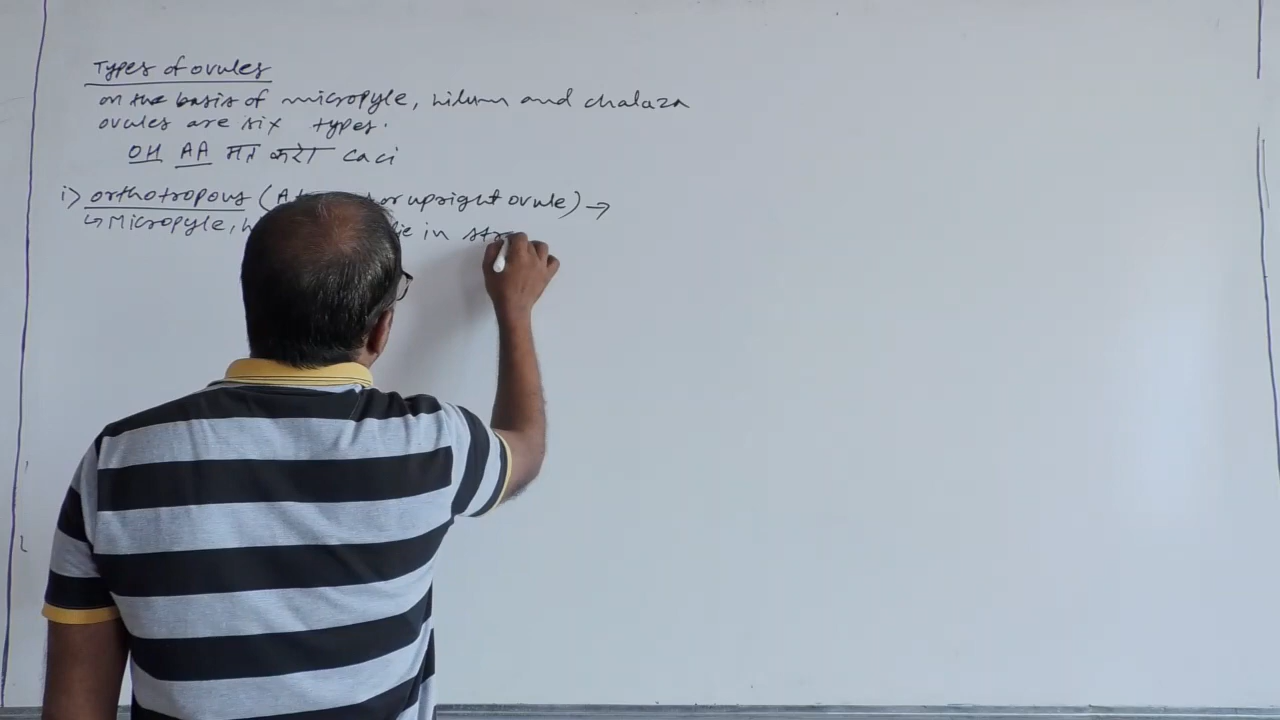 Types of ovules
on the basis of micropyle, hilum and chalaza
ovules are six types.
OH AA मत करो caci
i) orthotropous (A or upright ovule) →
↳ Micropyle, lie in str